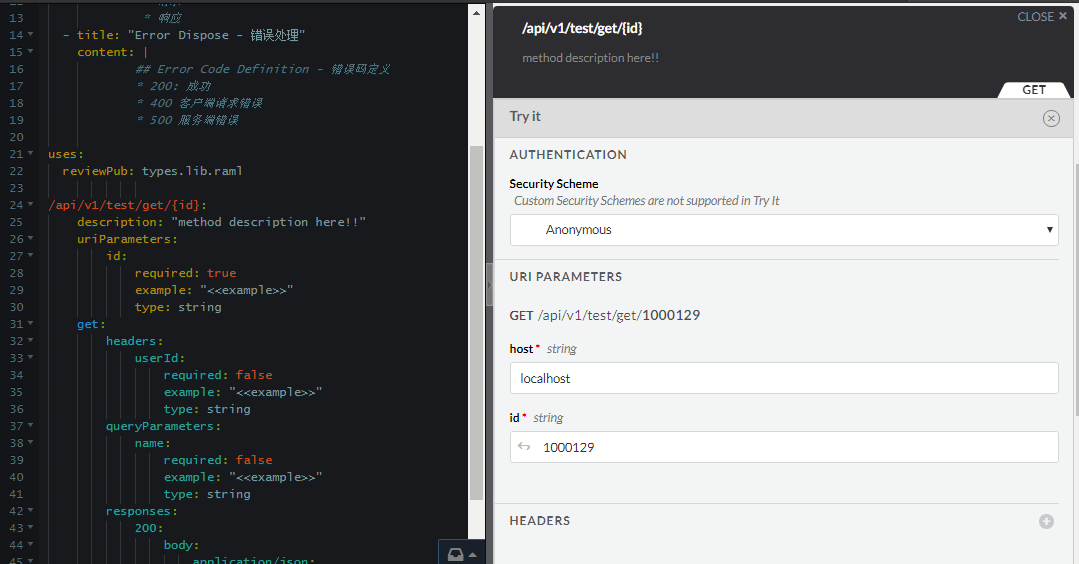 13 * 响应
14 - title: "Error Dispose - 错误处理"
15 content: |
16 ## Error Code Definition - 错误码定义
17 * 200: 成功
18 * 400 客户端请求错误
19 * 500 服务端错误
20
21 uses:
22 reviewPub: types.lib.raml
23
24 /api/v1/test/get/{id}:
25 description: "method description here!!"
26 uriParameters:
27 id:
28 required: true
29 example: "<<example>>"
30 type: string
31 get:
32 headers:
33 userId:
34 required: false
35 example: "<<example>>"
36 type: string
37 queryParameters:
38 name:
39 required: false
40 example: "<<example>>"
41 type: string
42 responses:
43 200:
44 body:
45 application/json:
CLOSE ×
/api/v1/test/get/{id}
method description here!!
GET
Try it
AUTHENTICATION
Security Scheme
Custom Security Schemes are not supported in Try It
Anonymous
URI PARAMETERS
GET /api/v1/test/get/1000129
host * string
localhost
id * string
1000129
HEADERS